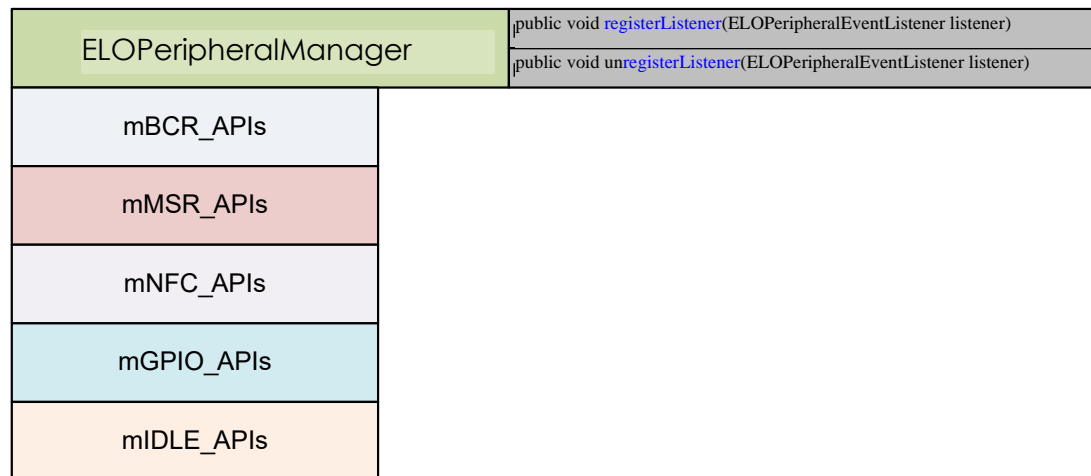 ELOPeripheralManager
public void registerListener(ELOPeripheralEventListener listener)
public void unregisterListener(ELOPeripheralEventListener listener)
mBCR_APIs
mMSR_APIs
mNFC_APIs
mGPIO_APIs
mIDLE_APIs